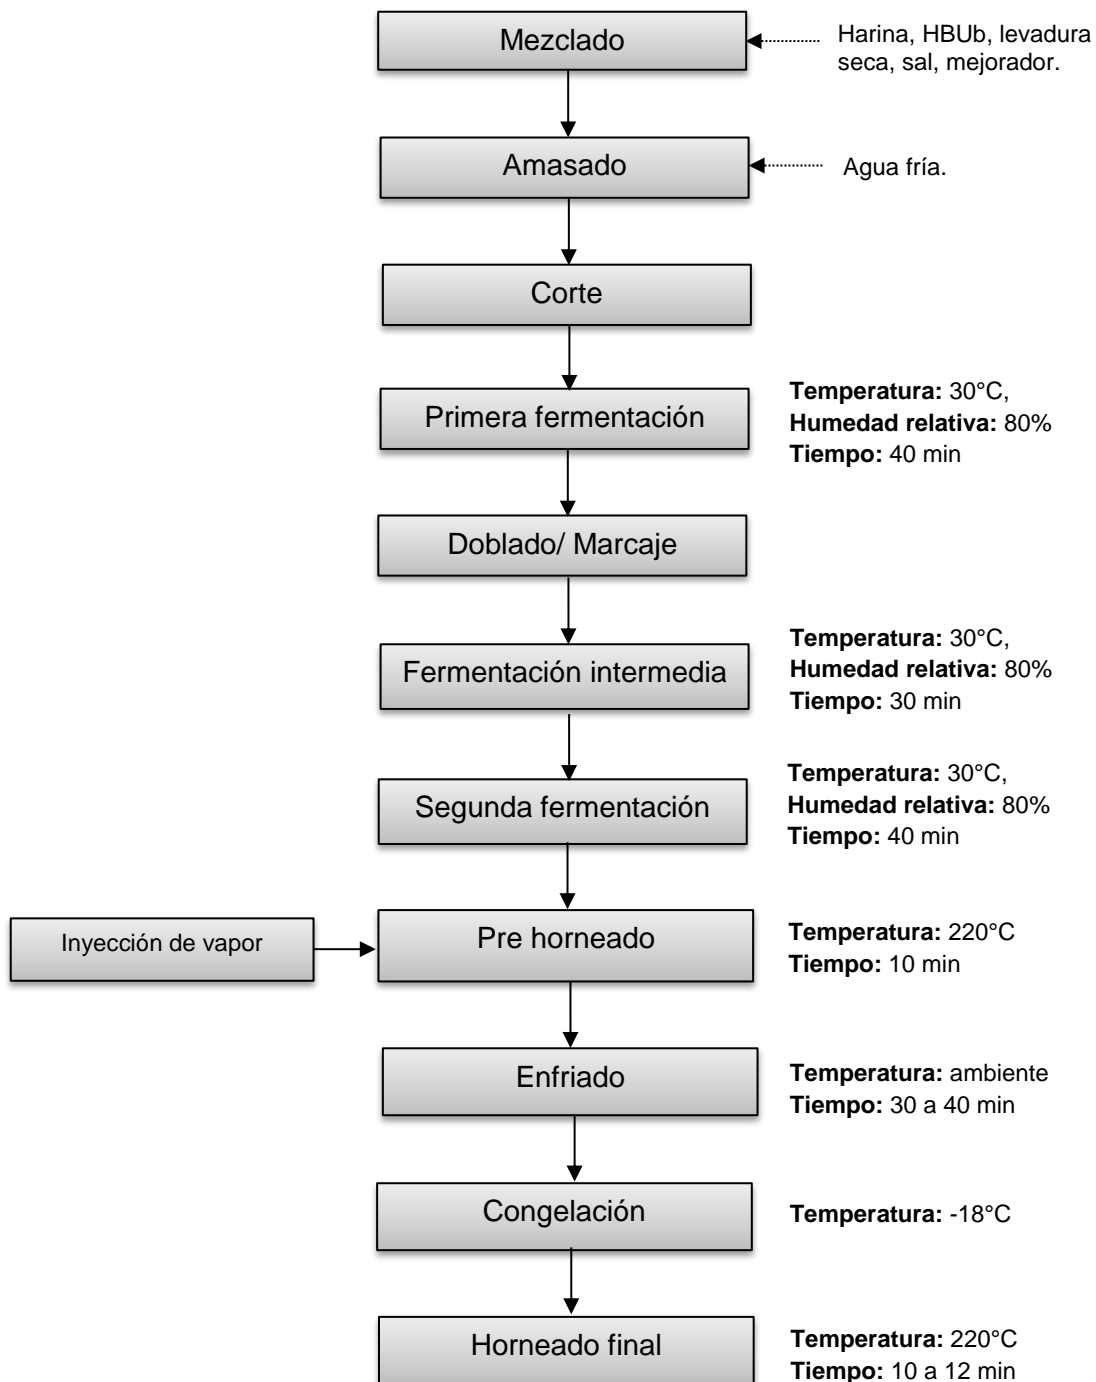 Mezclado
Harina, HBUb, levadura
seca, sal, mejorador.
Amasado
Agua fría.
Corte
Primera fermentación
Temperatura: 30°C,
Humedad relativa: 80%
Tiempo: 40 min
Doblado/ Marcaje
Fermentación intermedia
Temperatura: 30°C,
Humedad relativa: 80%
Tiempo: 30 min
Segunda fermentación
Temperatura: 30°C,
Humedad relativa: 80%
Tiempo: 40 min
Inyección de vapor
Pre horneado
Temperatura: 220°C
Tiempo: 10 min
Enfriado
Temperatura: ambiente
Tiempo: 30 a 40 min
Congelación
Temperatura: -18°C
Horneado final
Temperatura: 220°C
Tiempo: 10 a 12 min